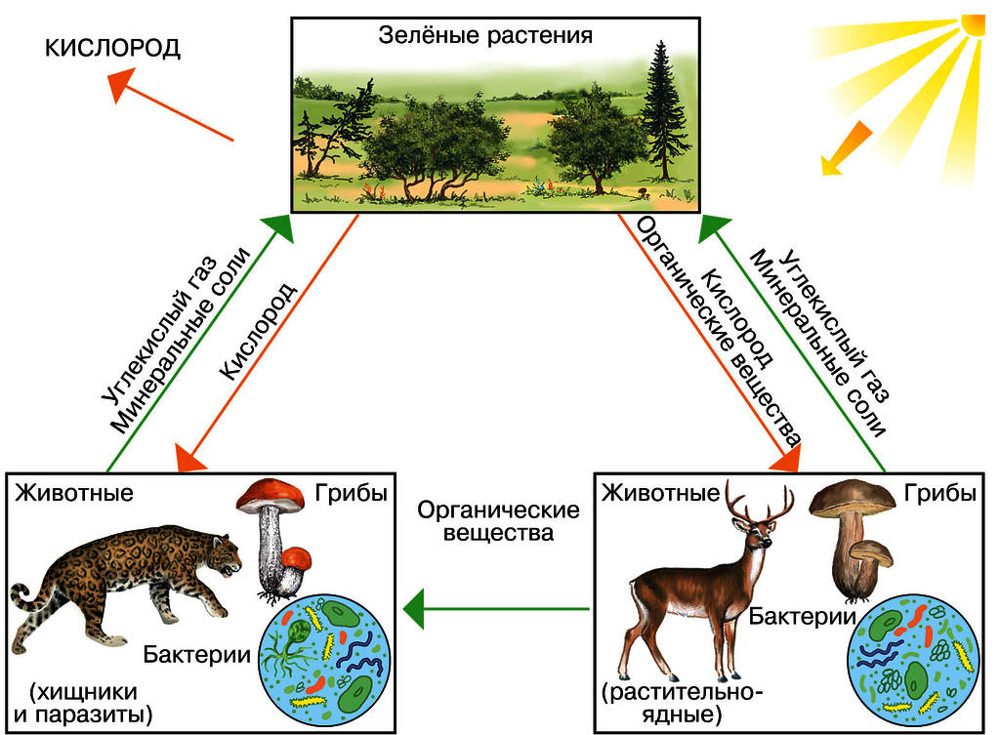 КИСЛОРОД
Зелёные растения
Углекислый газ
Минеральные соли
Кислород
Кислород
Органические вещества
Углекислый газ
Минеральные соли
Животные
Грибы
Бактерии
(хищники
и паразиты)
Органические
вещества
Животные
Грибы
Бактерии
(растительно-
ядные)